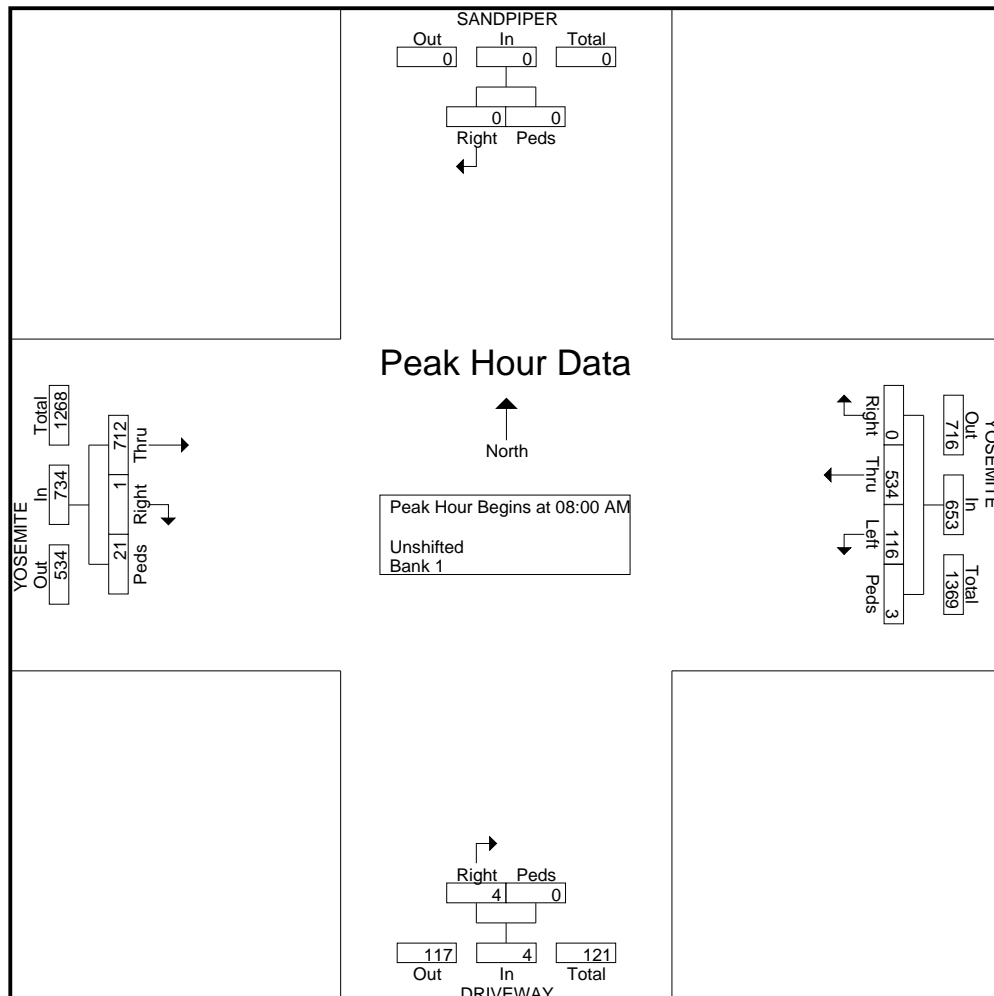 SANDPIPER
Out In Total
0 0 0
0 0
Right Peds
Peak Hour Data
North
Peak Hour Begins at 08:00 AM
Unshifted
Bank 1
YOSEMITE
Out In Total
534 734 1268
712 1 21
Thru Right Peds
YOSEMITE
Out In Total
716 653 1369
0 534 116 3
Right Thru Left Peds
Right Peds
4 0
117 4 121
Out In Total
DRIVEWAY